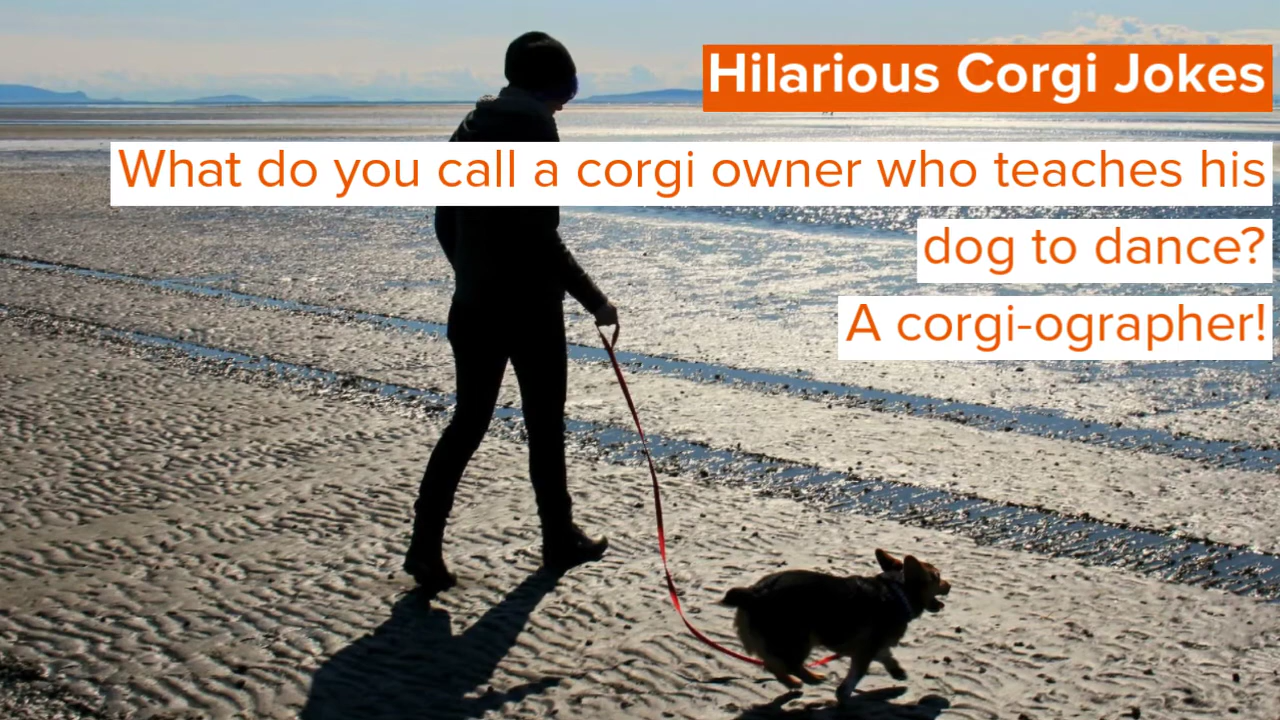 Hilarious Corgi Jokes
What do you call a corgi owner who teaches his
dog to dance?
A corgi-ographer!